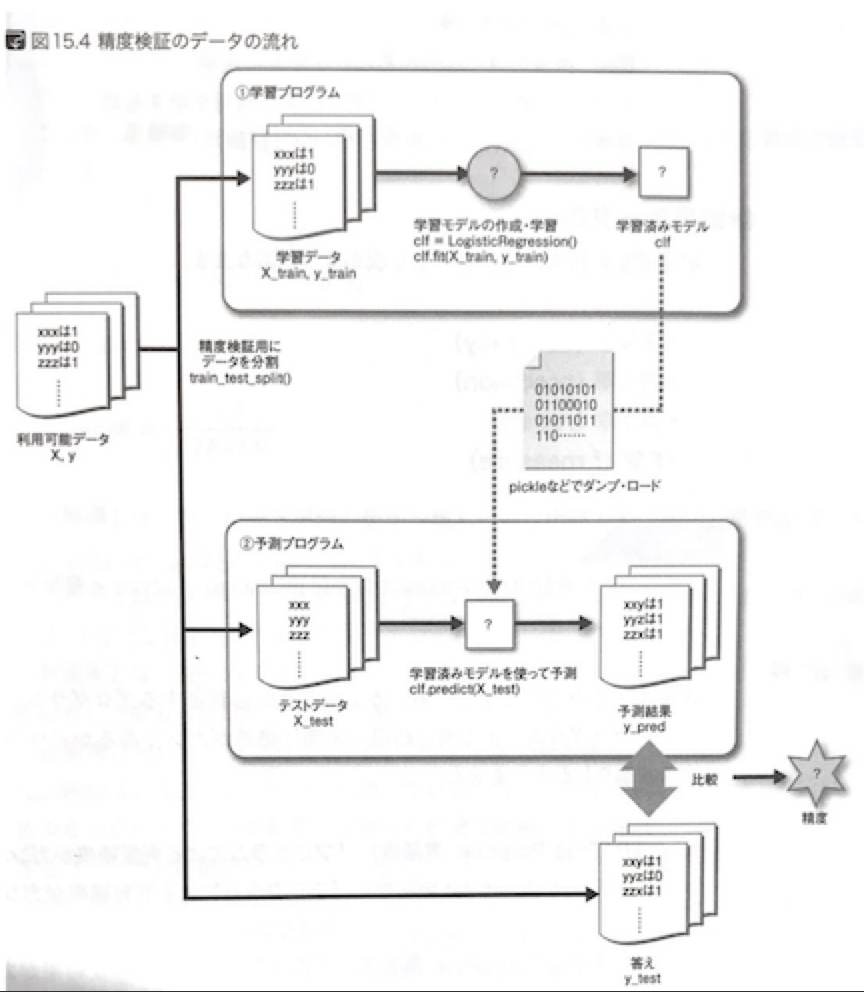 図15.4 精度検証のデータの流れ
①学習プログラム
xxxは1
yyyは0
zzzは1
学習データ
X_train, y_train
?
学習モデルの作成・学習
clf = LogisticRegression()
clf.fit(X_train, y_train)
?
学習済みモデル
clf
xxxは1
yyyは0
zzzは1
利用可能データ
X, y
精度検証用に
データを分割
train_test_split()
01010101
01100010
01011011
110……
pickleなどでダンプ・ロード
②予測プログラム
xxx
yyy
zzz
テストデータ
X_test
?
学習済みモデルを使って予測
clf.predict(X_test)
xxyは1
yyzは1
zzxは1
予測結果
y_pred
比較
?
精度
xxyは1
yyzは0
zzxは1
答え
y_test